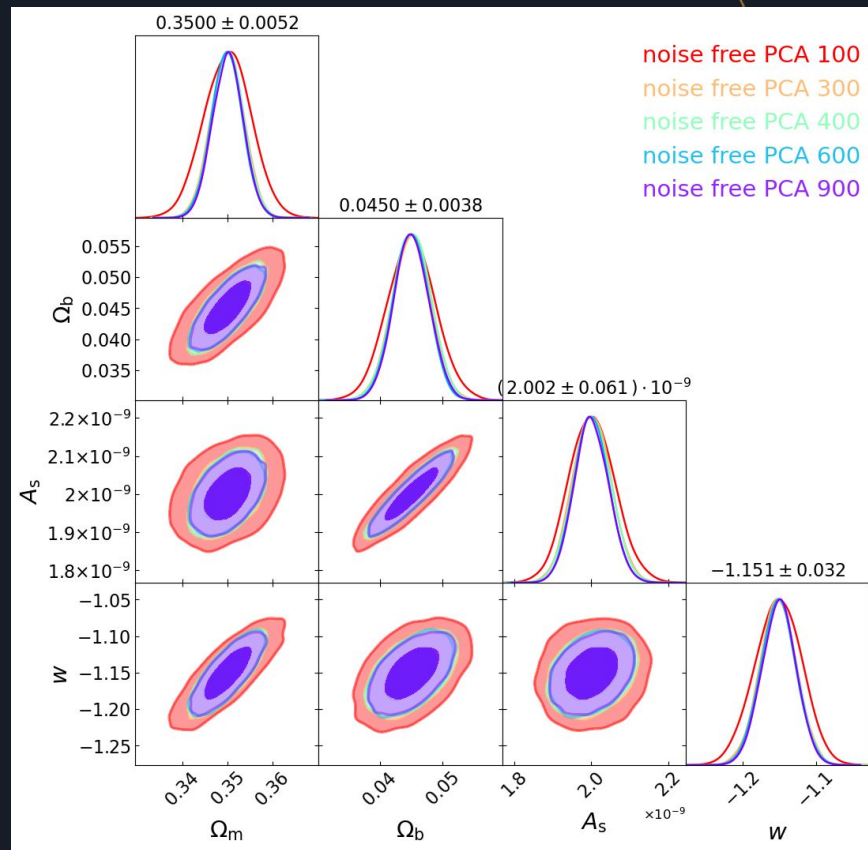 0.3500 ± 0.0052
noise free PCA 100
noise free PCA 300
noise free PCA 400
noise free PCA 600
noise free PCA 900
0.0450 ± 0.0038
0.055
0.050
0.045
0.040
0.035
Ω_b
(2.002 ± 0.061) · 10⁻⁹
2.2×10⁻⁹
2.1×10⁻⁹
2×10⁻⁹
1.9×10⁻⁹
1.8×10⁻⁹
A_s
−1.151 ± 0.032
−1.05
−1.10
−1.15
−1.20
−1.25
w
0.34 0.35 0.36
0.04 0.05
1.8 2.0 2.2
×10⁻⁹
−1.2 −1.1
Ω_m Ω_b A_s w